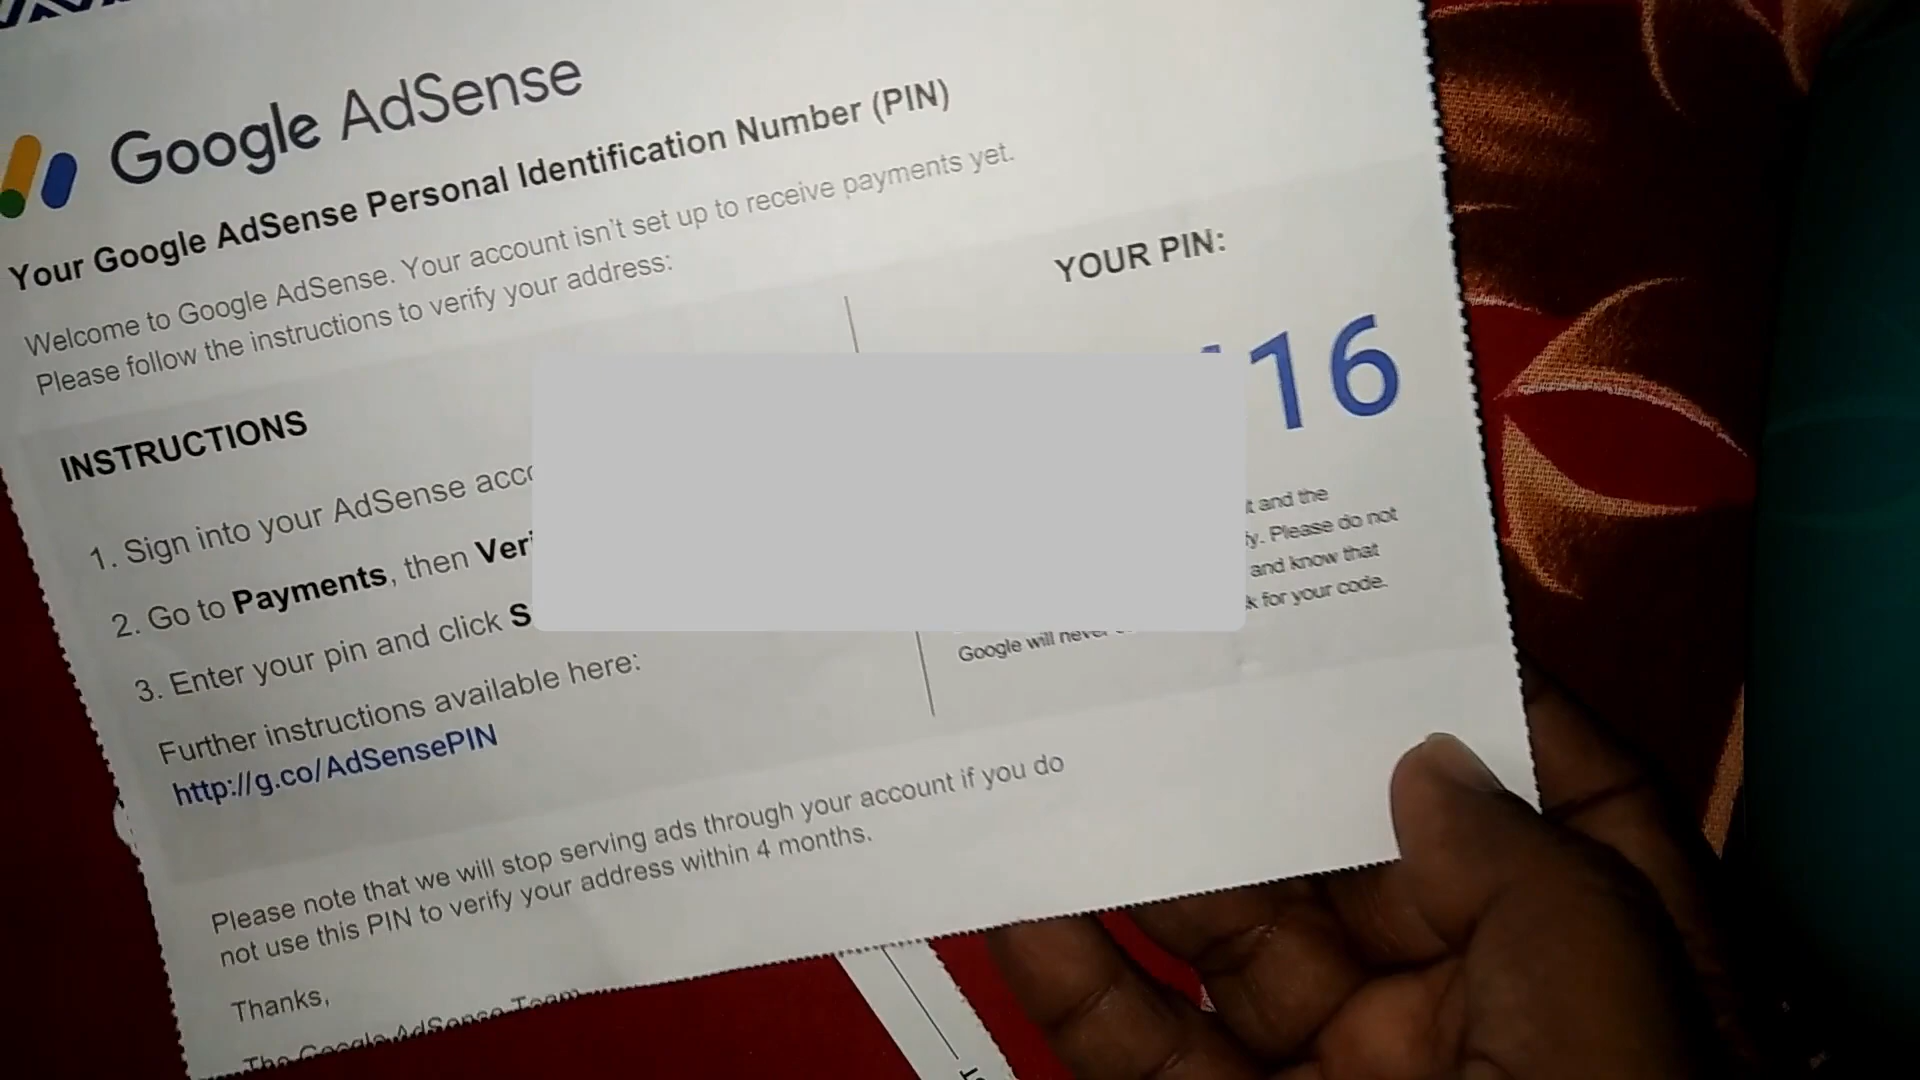 Google AdSense
Your Google AdSense Personal Identification Number (PIN)
Welcome to Google AdSense. Your account isn't set up to receive payments yet.
Please follow the instructions to verify your address:
INSTRUCTIONS
1. Sign into your AdSense
2. Go to Payments, then
3. Enter your pin and click
Further instructions available here:
http://g.co/AdSensePIN
YOUR PIN:
16
and the
Please do not
and know that
for your code.
Google will never
Please note that we will stop serving ads through your account if you do
not use this PIN to verify your address within 4 months.
Thanks,
The Google AdSense Team